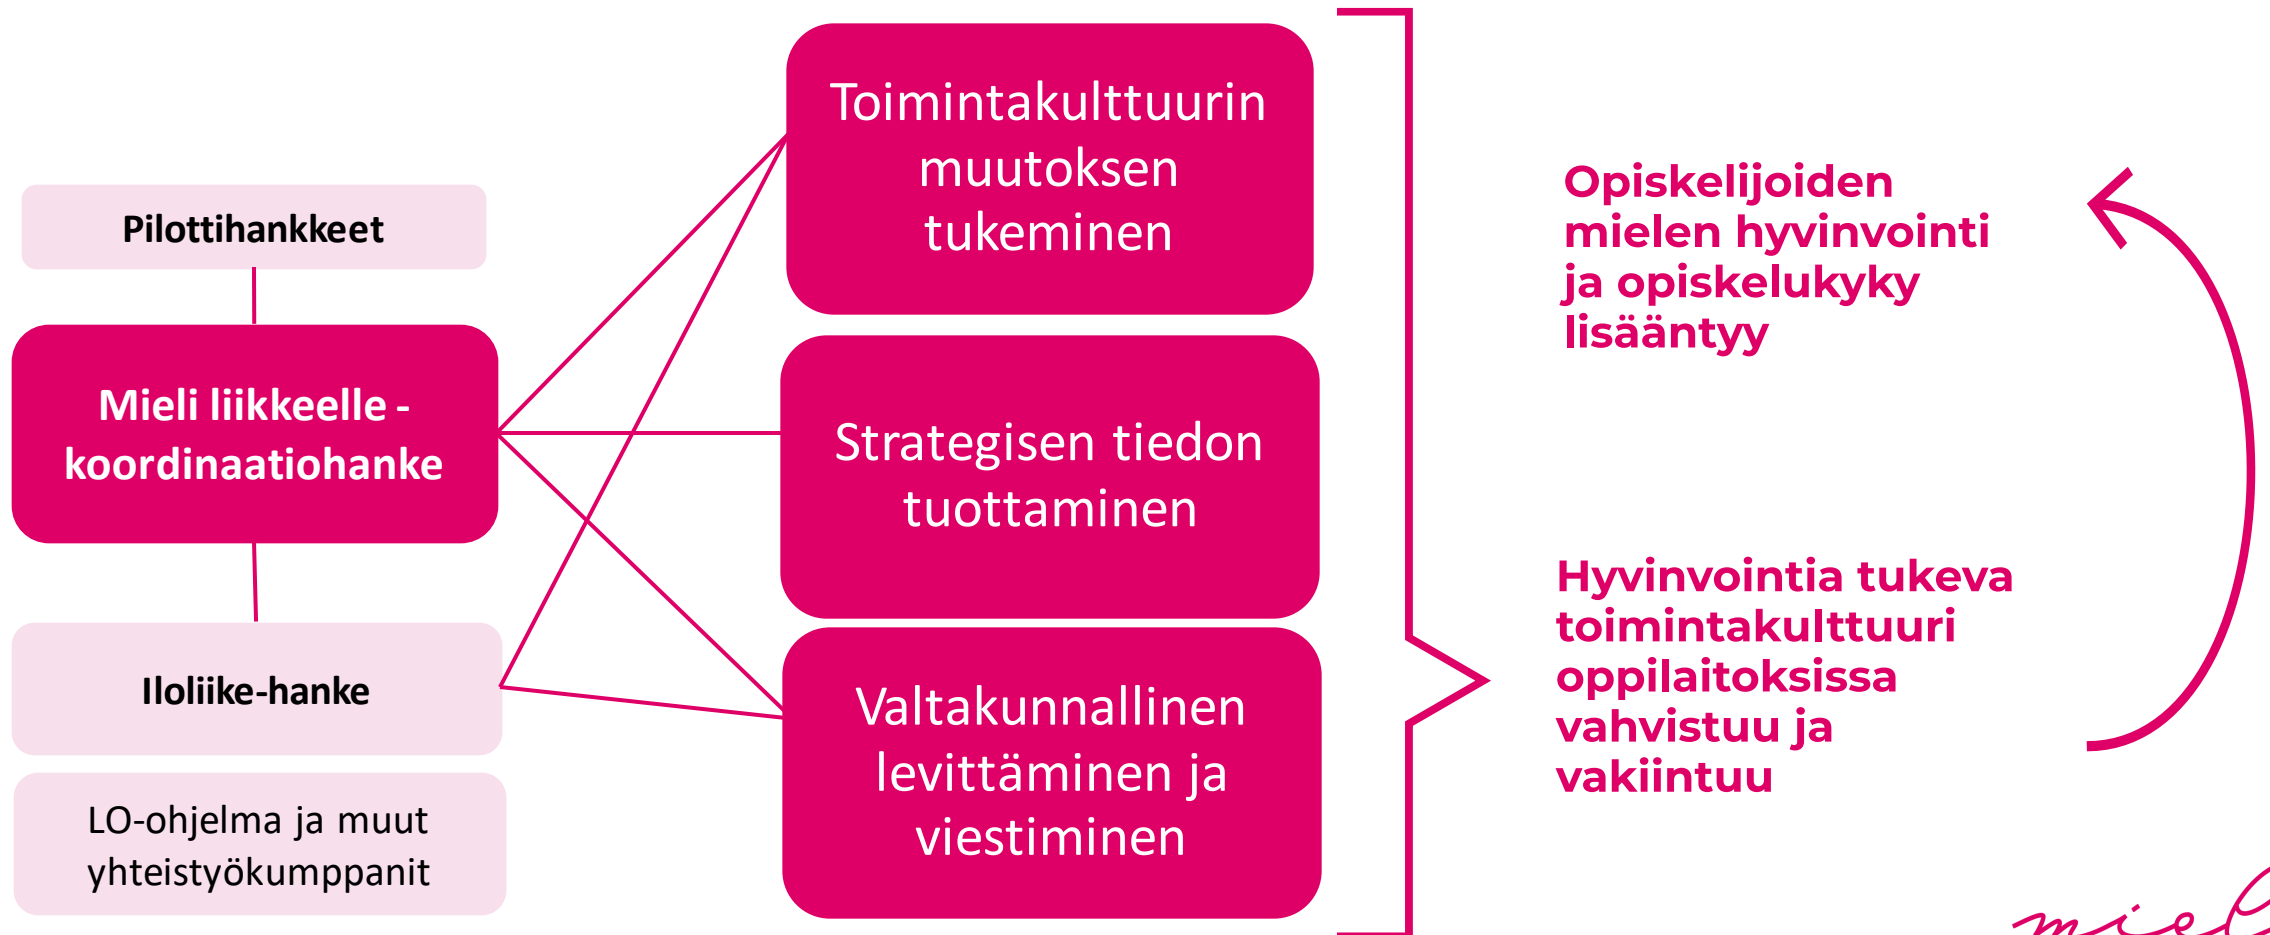 Pilottihankkeet
Mieli liikkeelle -
koordinaatiohanke
Iloliike-hanke
LO-ohjelma ja muut
yhteistyökumppanit
Toimintakulttuurin
muutoksen
tukeminen
Strategisen tiedon
tuottaminen
Valtakunnallinen
levittäminen ja
viestiminen
Opiskelijoiden
mielen hyvinvointi
ja opiskelukyky
lisääntyy
Hyvinvointia tukeva
toimintakulttuuri
oppilaitoksissa
vahvistuu ja
vakiintuu